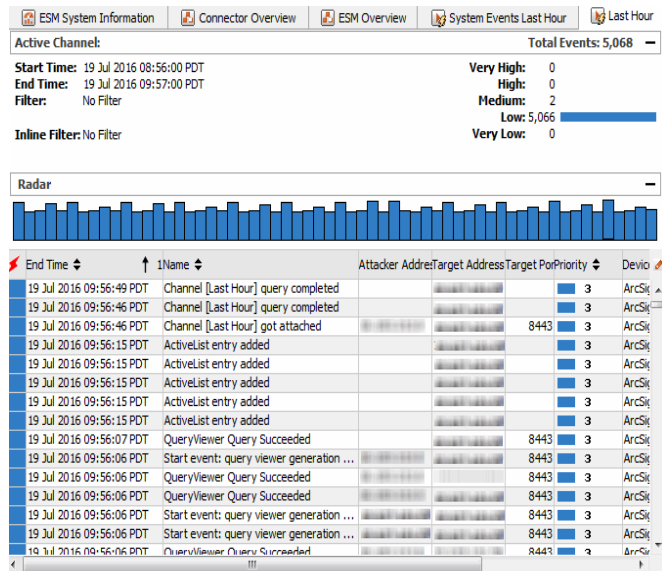 ESM System Information Connector Overview ESM Overview System Events Last Hour Last Hour
Active Channel: Total Events: 5,068
Start Time: 19 Jul 2016 08:56:00 PDT Very High: 0
End Time: 19 Jul 2016 09:57:00 PDT High: 0
Filter: No Filter Medium: 2
Low: 5,066
Inline Filter: No Filter Very Low: 0
Radar
End Time 1 Name Attacker Addre Target Address Target Por Priority Devic
19 Jul 2016 09:56:49 PDT Channel [Last Hour] query completed 3 ArcSig
19 Jul 2016 09:56:46 PDT Channel [Last Hour] query completed 3 ArcSig
19 Jul 2016 09:56:46 PDT Channel [Last Hour] got attached 8443 3 ArcSig
19 Jul 2016 09:56:15 PDT ActiveList entry added 3 ArcSig
19 Jul 2016 09:56:15 PDT ActiveList entry added 3 ArcSig
19 Jul 2016 09:56:15 PDT ActiveList entry added 3 ArcSig
19 Jul 2016 09:56:15 PDT ActiveList entry added 3 ArcSig
19 Jul 2016 09:56:15 PDT ActiveList entry added 3 ArcSig
19 Jul 2016 09:56:07 PDT QueryViewer Query Succeeded 8443 3 ArcSig
19 Jul 2016 09:56:06 PDT Start event: query viewer generation ... 8443 3 ArcSig
19 Jul 2016 09:56:06 PDT QueryViewer Query Succeeded 8443 3 ArcSig
19 Jul 2016 09:56:06 PDT QueryViewer Query Succeeded 8443 3 ArcSig
19 Jul 2016 09:56:06 PDT Start event: query viewer generation ... 8443 3 ArcSig
19 Jul 2016 09:56:06 PDT Start event: query viewer generation ... 8443 3 ArcSig
19 Jul 2016 09:56:06 PDT QueryViewer Query Succeeded 8443 3 ArcSig